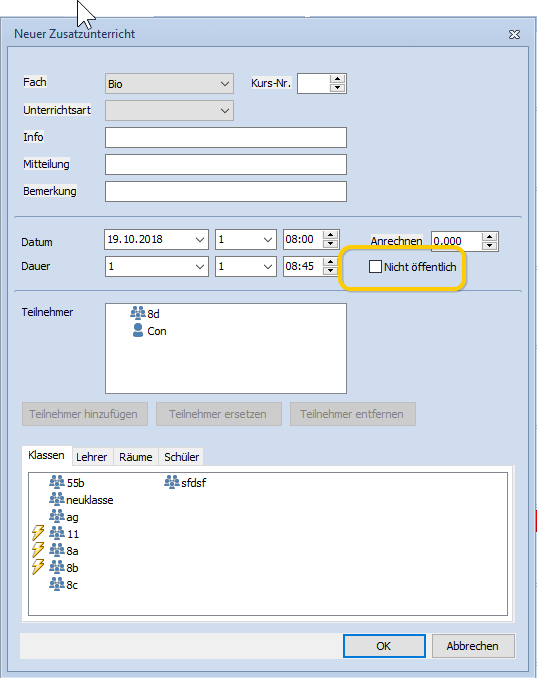 Neuer Zusatzunterricht
Fach Bio Kurs-Nr.
Unterrichtsart
Info
Mitteilung
Bemerkung
Datum 19.10.2018 1 08:00 Anrechnen 0.000
Dauer 1 1 08:45 Nicht öffentlich
Teilnehmer 8d
Con
Teilnehmer hinzufügen Teilnehmer ersetzen Teilnehmer entfernen
Klassen Lehrer Räume Schüler
55b sfdsf
neuklasse
ag
11
8a
8b
8c
OK Abbrechen